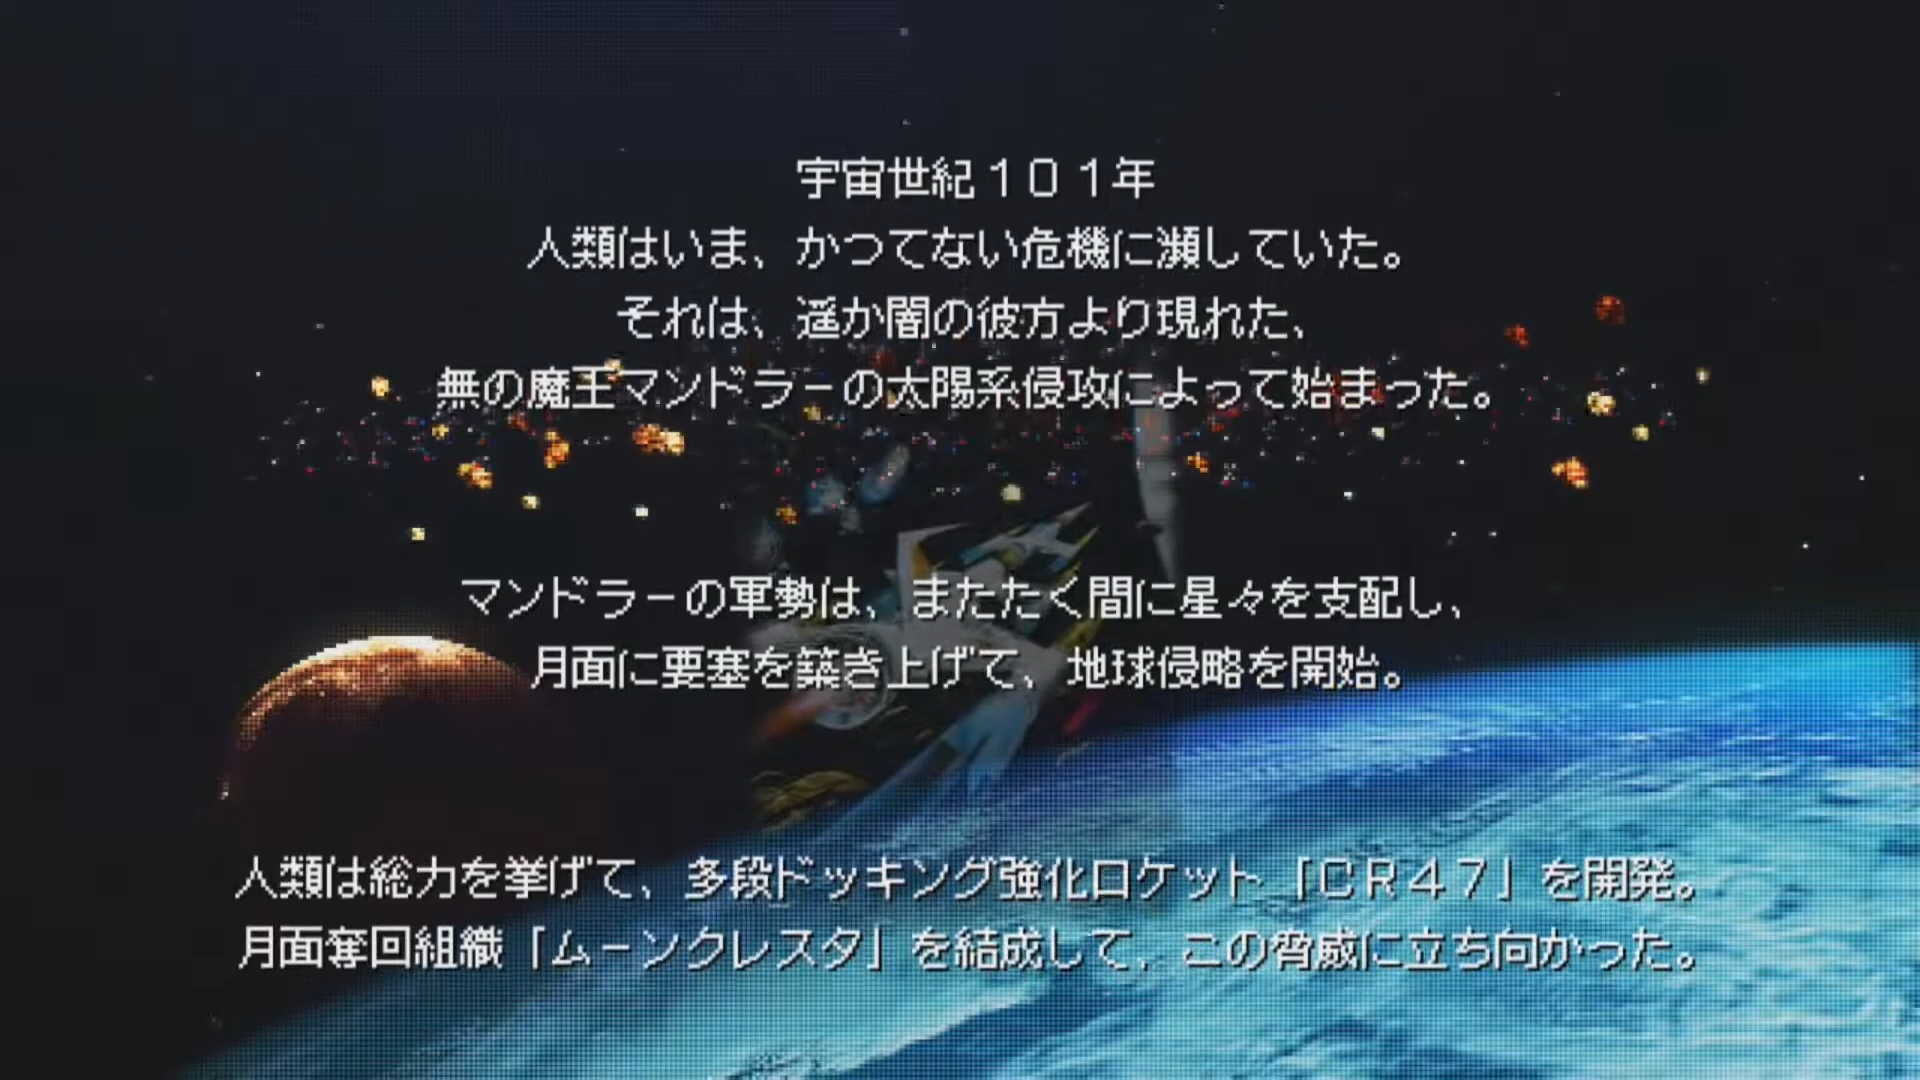 宇宙世紀１０１年
人類はいま、かつてない危機に瀕していた。
それは、遥か闇の彼方より現れた、
無の魔王マンドラーの太陽系侵攻によって始まった。
マンドラーの軍勢は、またたく間に星々を支配し、
月面に要塞を築き上げて、地球侵略を開始。
人類は総力を挙げて、多段ドッキング強化ロケット「ＣＲ４７」を開発。
月面奪回組織「ムーンクレスタ」を結成して、この脅威に立ち向かった。